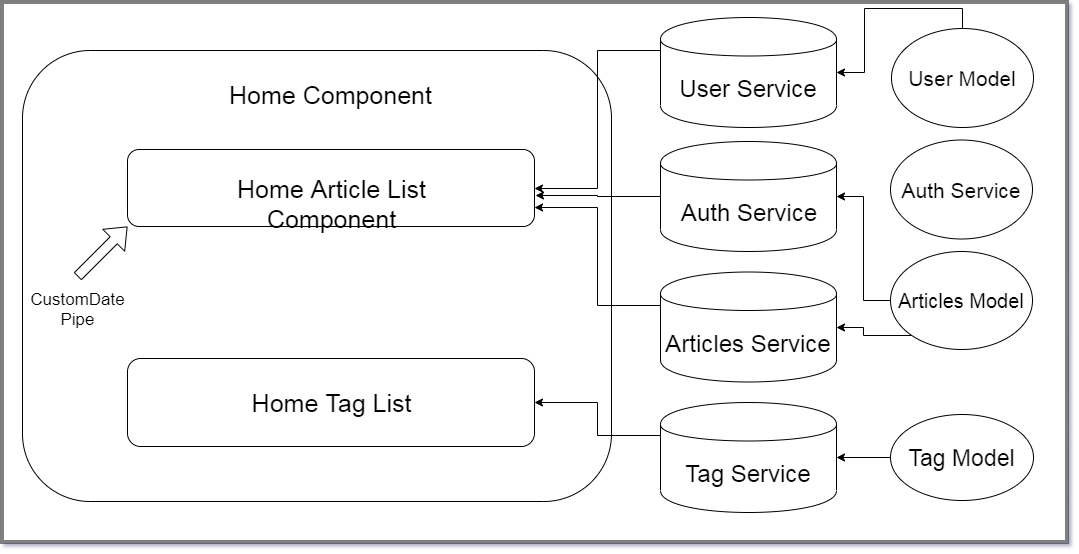 Home Component
Home Article List
Component
CustomDate
Pipe
Home Tag List
User Service
Auth Service
Articles Service
Tag Service
User Model
Auth Service
Articles Model
Tag Model